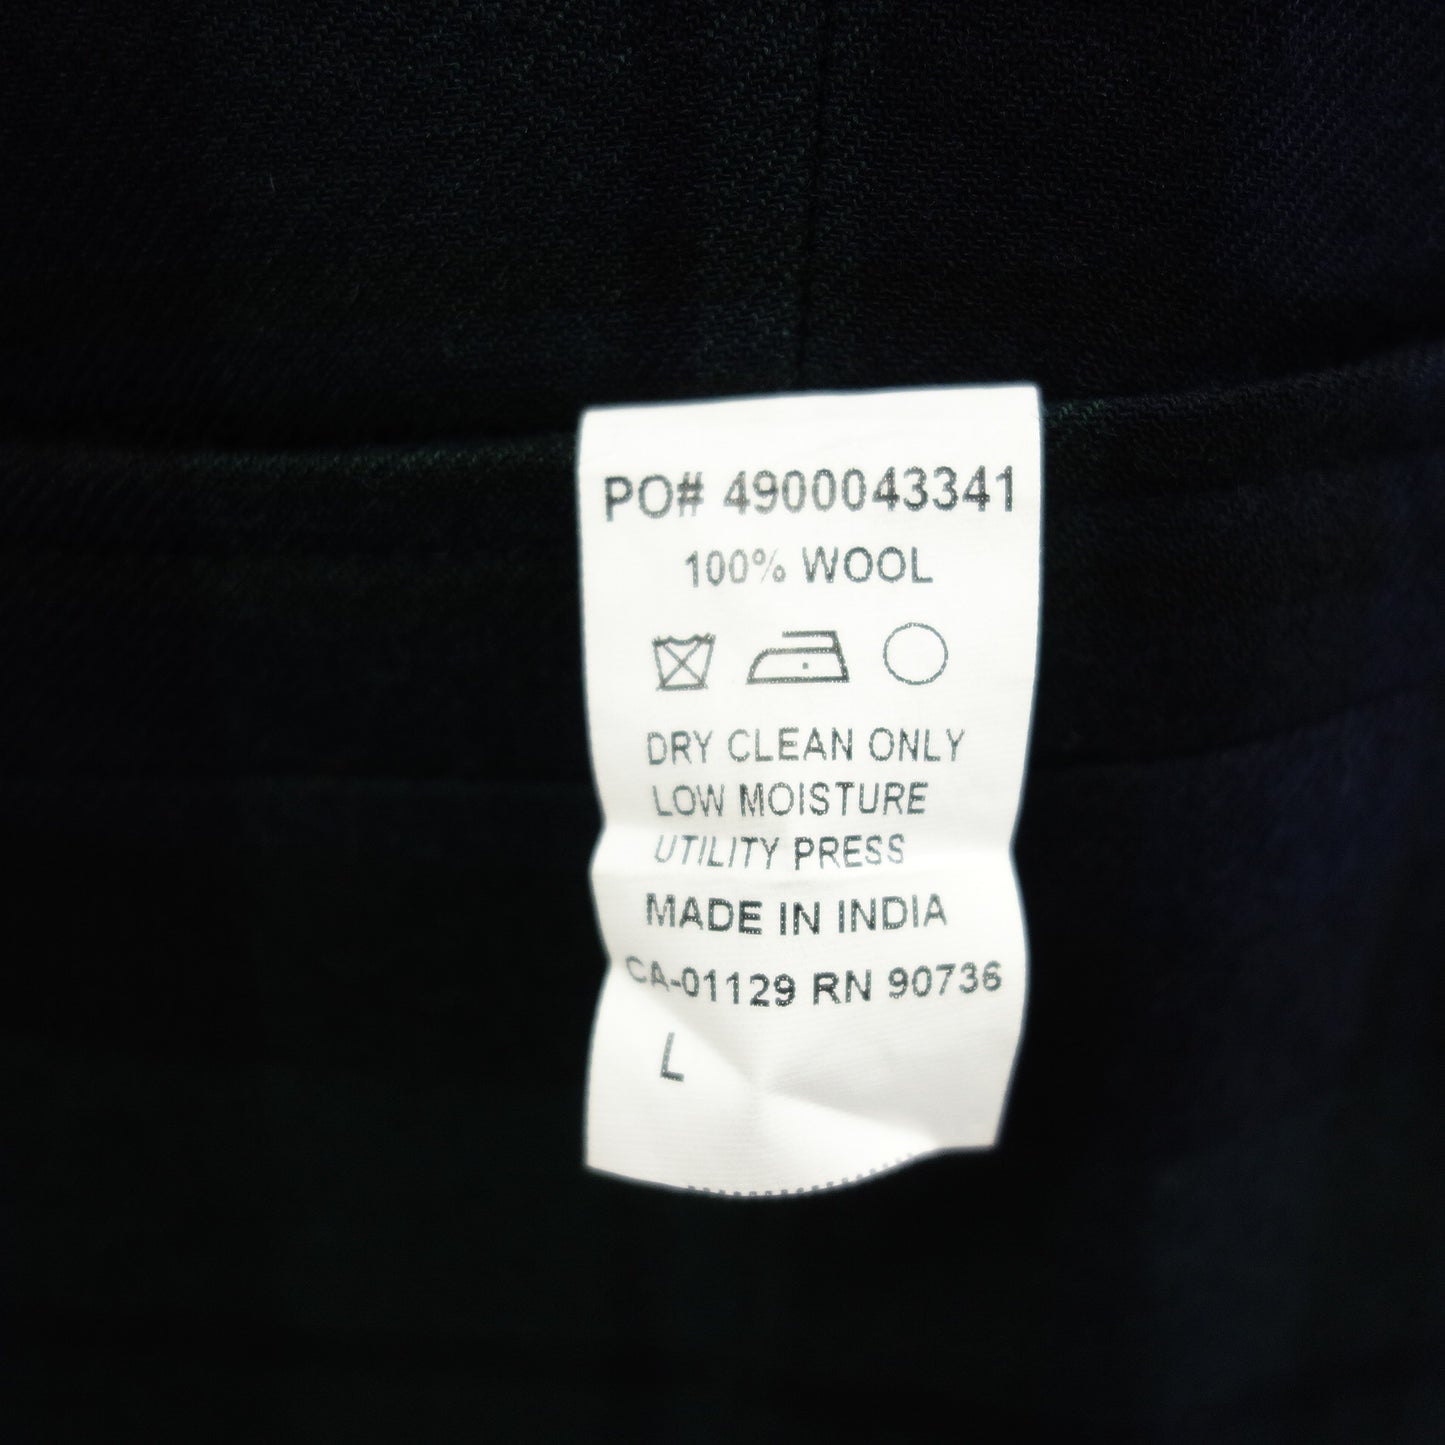 PO# 4900043341
100% WOOL
DRY CLEAN ONLY
LOW MOISTURE
UTILITY PRESS
MADE IN INDIA
CA-01129 RN 90736
L